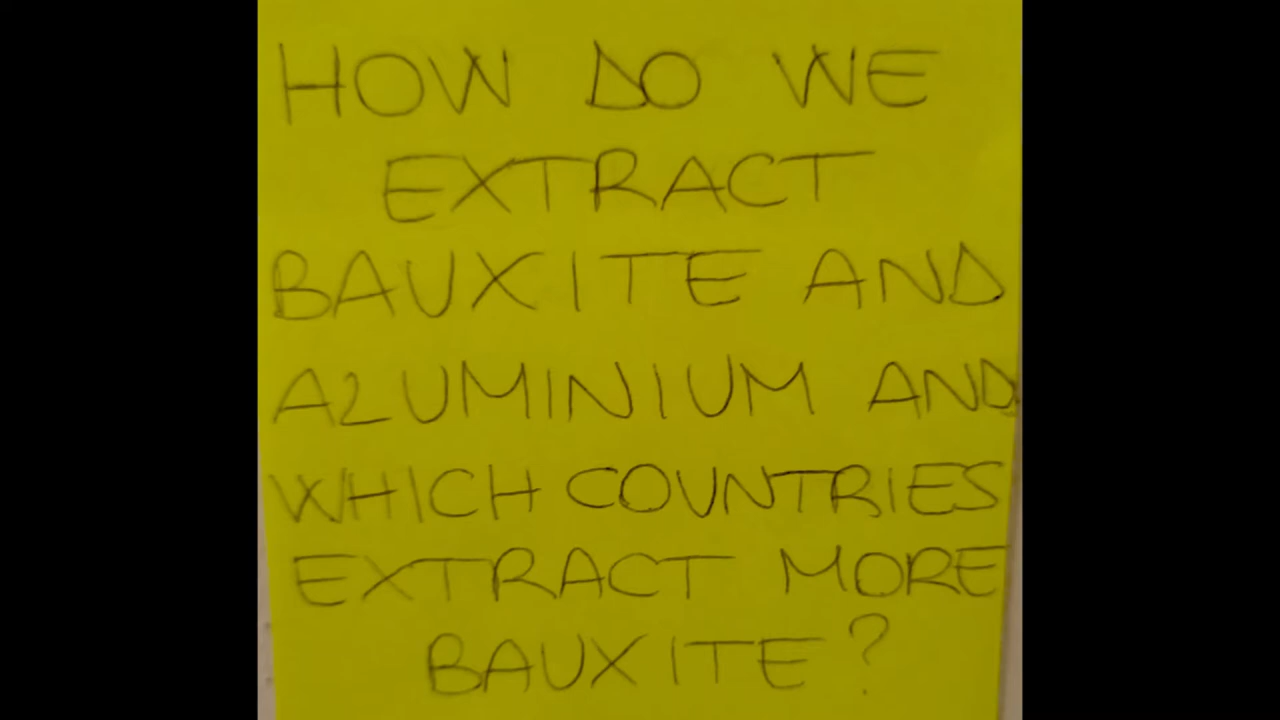 HOW DO WE
EXTRACT
BAUXITE AND
ALUMINIUM AND
WHICH COUNTRIES
EXTRACT MORE
BAUXITE?